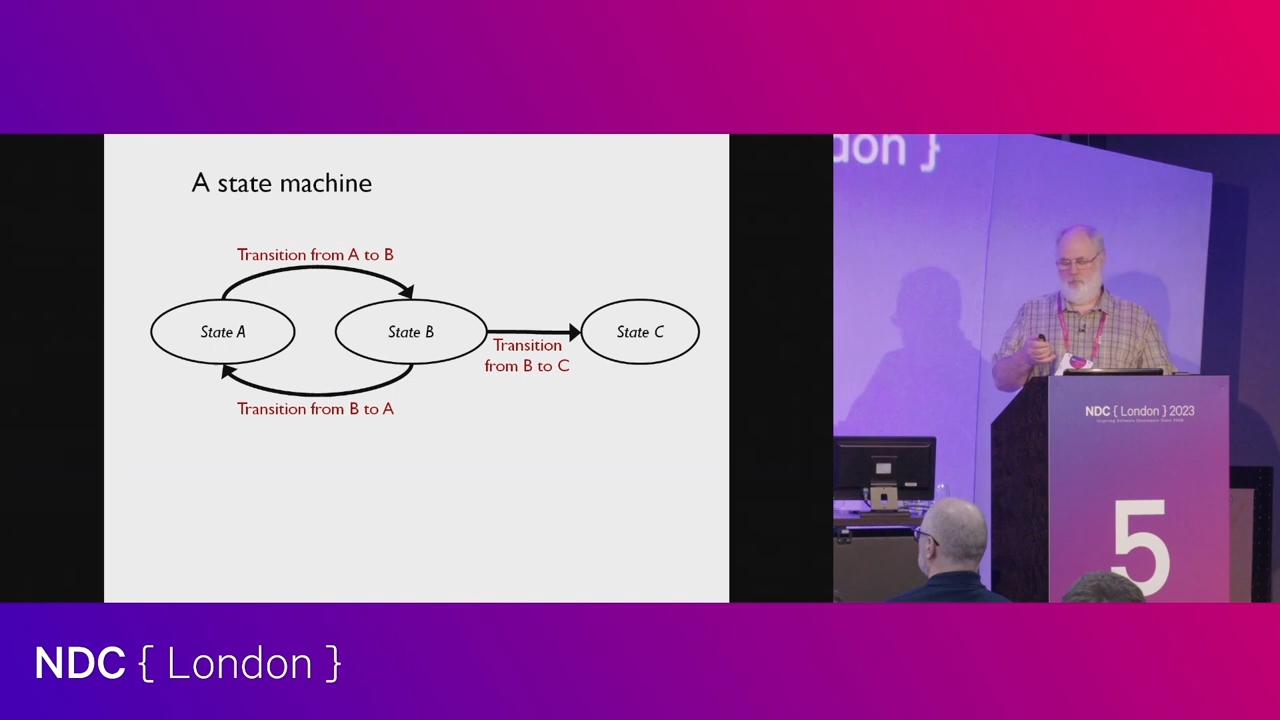 A state machine
Transition from A to B
State A
State B
State C
Transition
from B to C
Transition from B to A
don }
NDC { London } 2023
5
NDC { London }